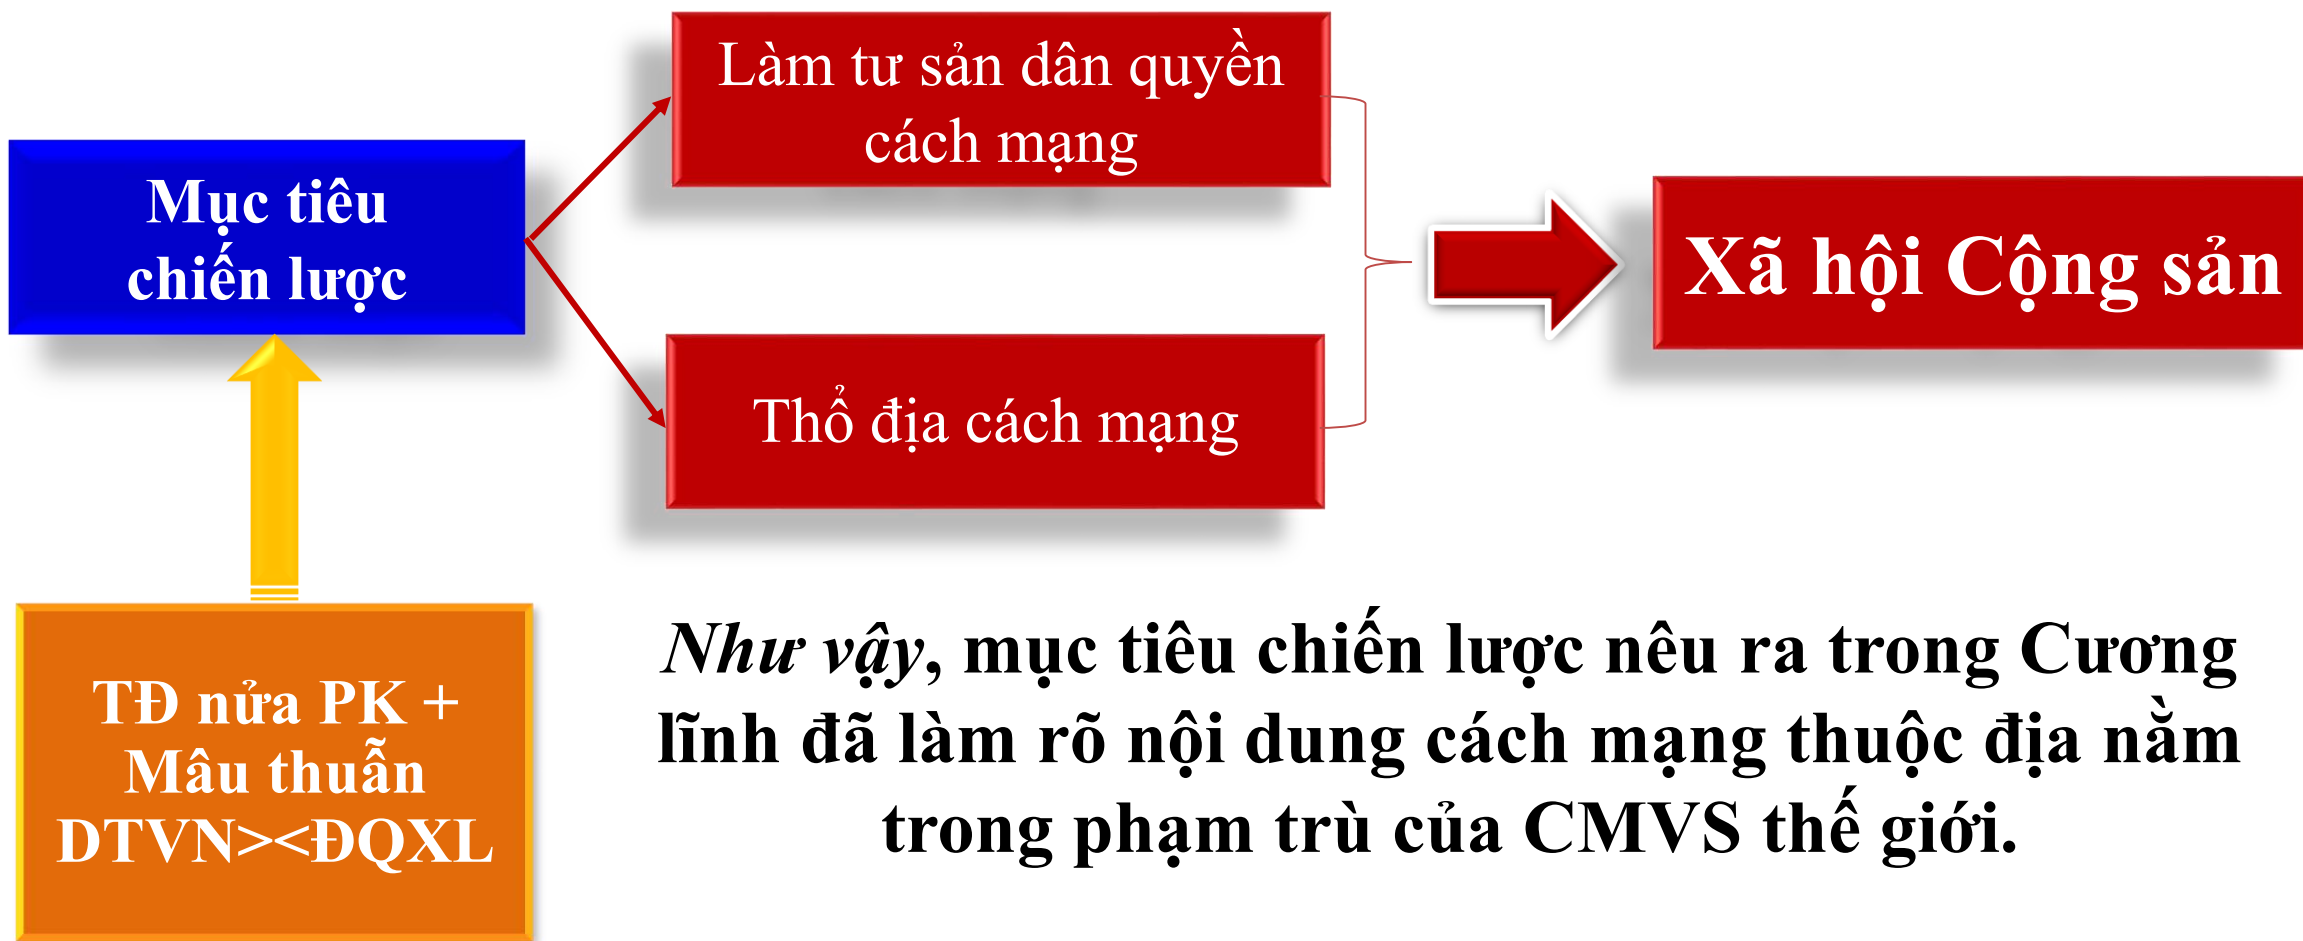 Làm tư sản dân quyền
cách mạng
Mục tiêu
chiến lược
Xã hội Cộng sản
Thổ địa cách mạng
TĐ nửa PK +
Mâu thuẫn
DTVN><ĐQXL
Như vậy, mục tiêu chiến lược nêu ra trong Cương
lĩnh đã làm rõ nội dung cách mạng thuộc địa nằm
trong phạm trù của CMVS thế giới.